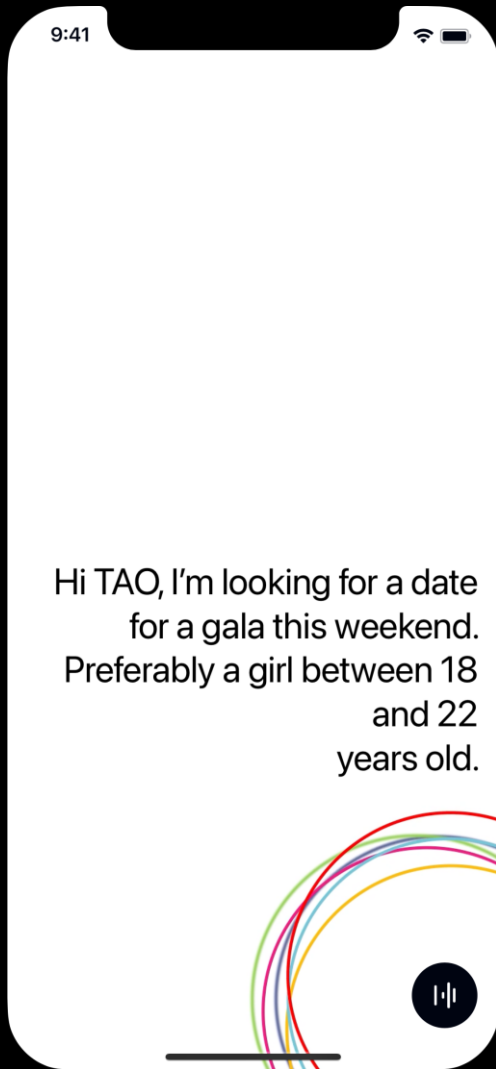 9:41
Hi TAO, I’m looking for a date
for a gala this weekend.
Preferably a girl between 18
and 22
years old.